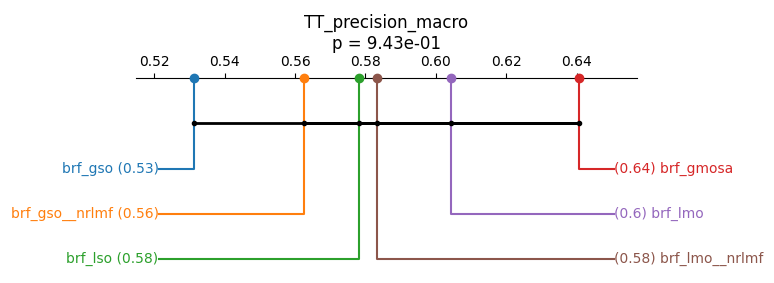 TT_precision_macro
p = 9.43e-01
0.52 0.54 0.56 0.58 0.60 0.62 0.64
brf_gso (0.53) (0.64) brf_gmosa
brf_gso__nrlmf (0.56) (0.6) brf_lmo
brf_lso (0.58) (0.58) brf_lmo__nrlmf